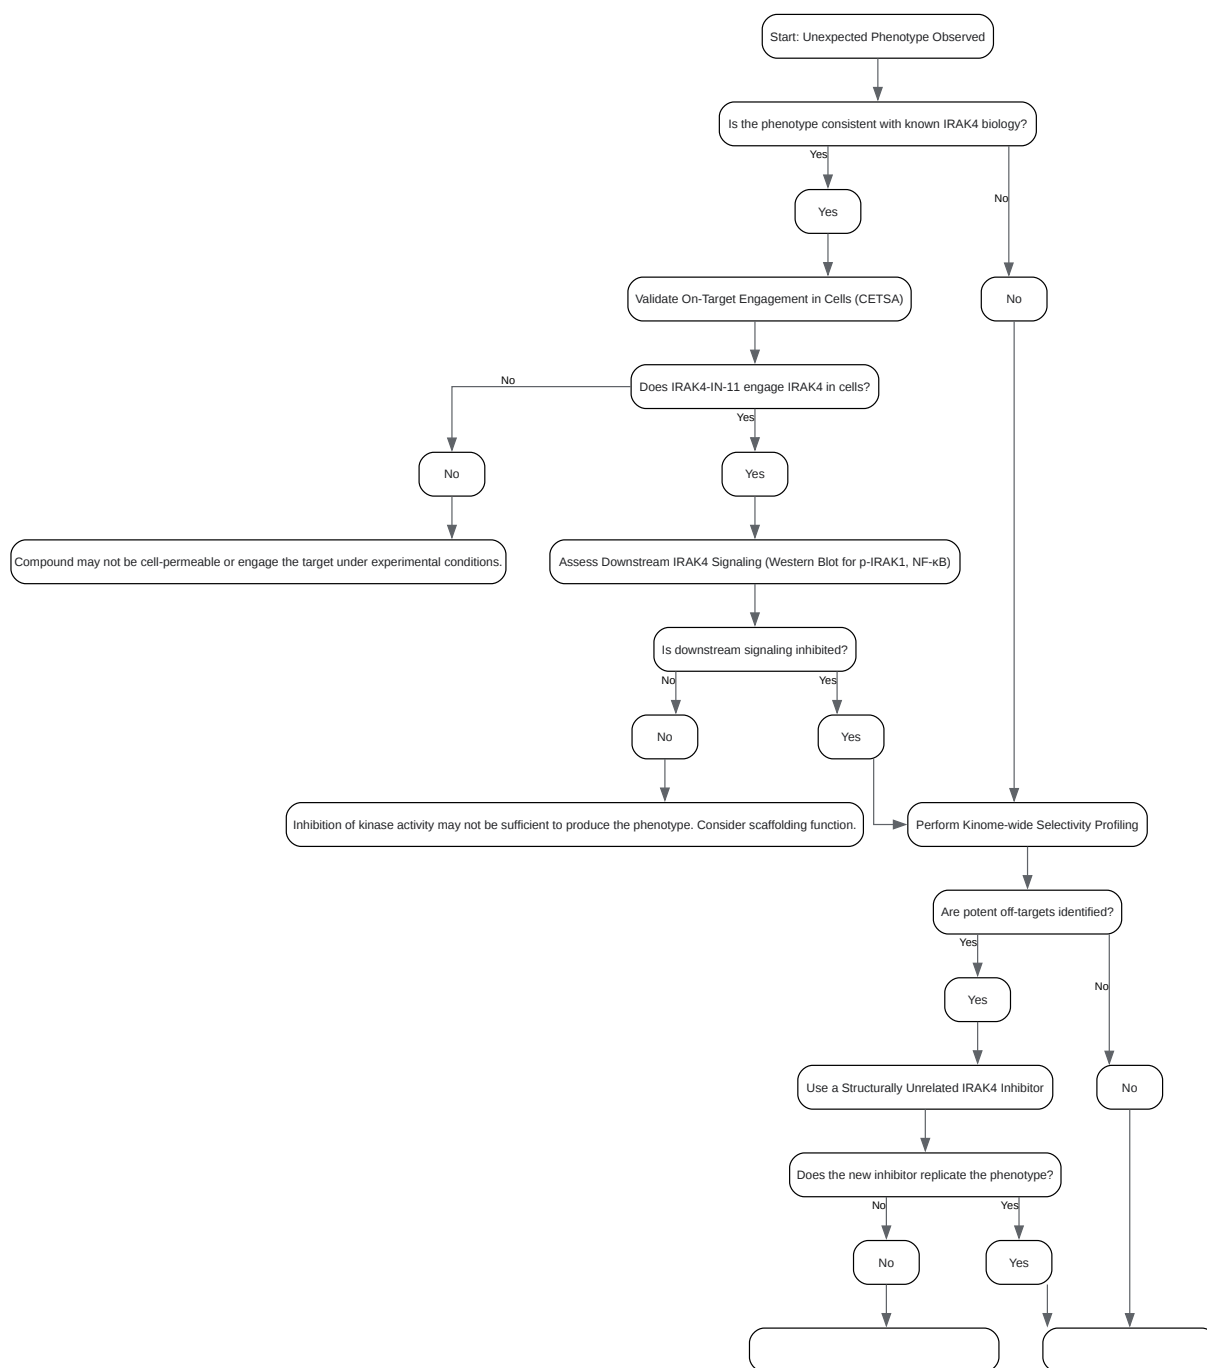 Start: Unexpected Phenotype Observed
Is the phenotype consistent with known IRAK4 biology?
Yes
No
Yes
Validate On-Target Engagement in Cells (CETSA)
No
Does IRAK4-IN-11 engage IRAK4 in cells?
No
Yes
No
Yes
Compound may not be cell-permeable or engage the target under experimental conditions.
Assess Downstream IRAK4 Signaling (Western Blot for p-IRAK1, NF-κB)
Is downstream signaling inhibited?
No
Yes
No
Yes
Inhibition of kinase activity may not be sufficient to produce the phenotype. Consider scaffolding function.
Perform Kinome-wide Selectivity Profiling
Are potent off-targets identified?
Yes
No
Yes
Use a Structurally Unrelated IRAK4 Inhibitor
No
Does the new inhibitor replicate the phenotype?
No
Yes
No
Yes